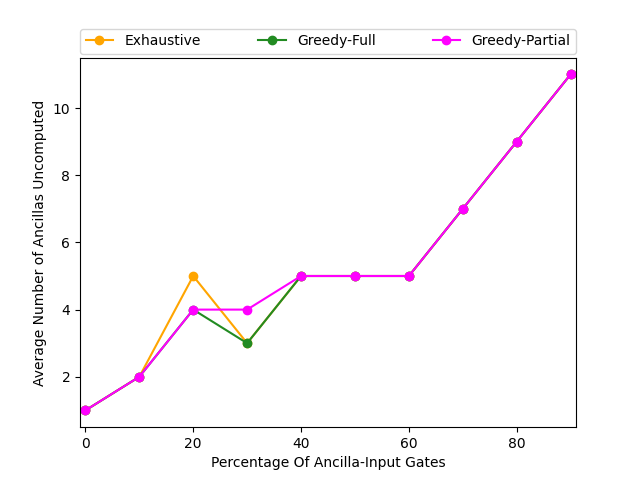 Exhaustive Greedy-Full Greedy-Partial
Average Number of Ancillas Uncomputed
10
8
6
4
2
0 20 40 60 80
Percentage Of Ancilla-Input Gates